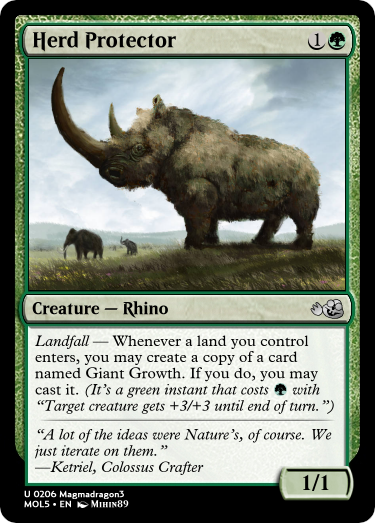 Herd Protector 1
Creature — Rhino
Landfall — Whenever a land you control
enters, you may create a copy of a card
named Giant Growth. If you do, you may
cast it. (It's a green instant that costs with
"Target creature gets +3/+3 until end of turn.")
"A lot of the ideas were Nature's, of course. We
just iterate on them."
—Ketriel, Colossus Crafter
1/1
U 0206 Magmadragon3
MOL5 • EN Mihin89